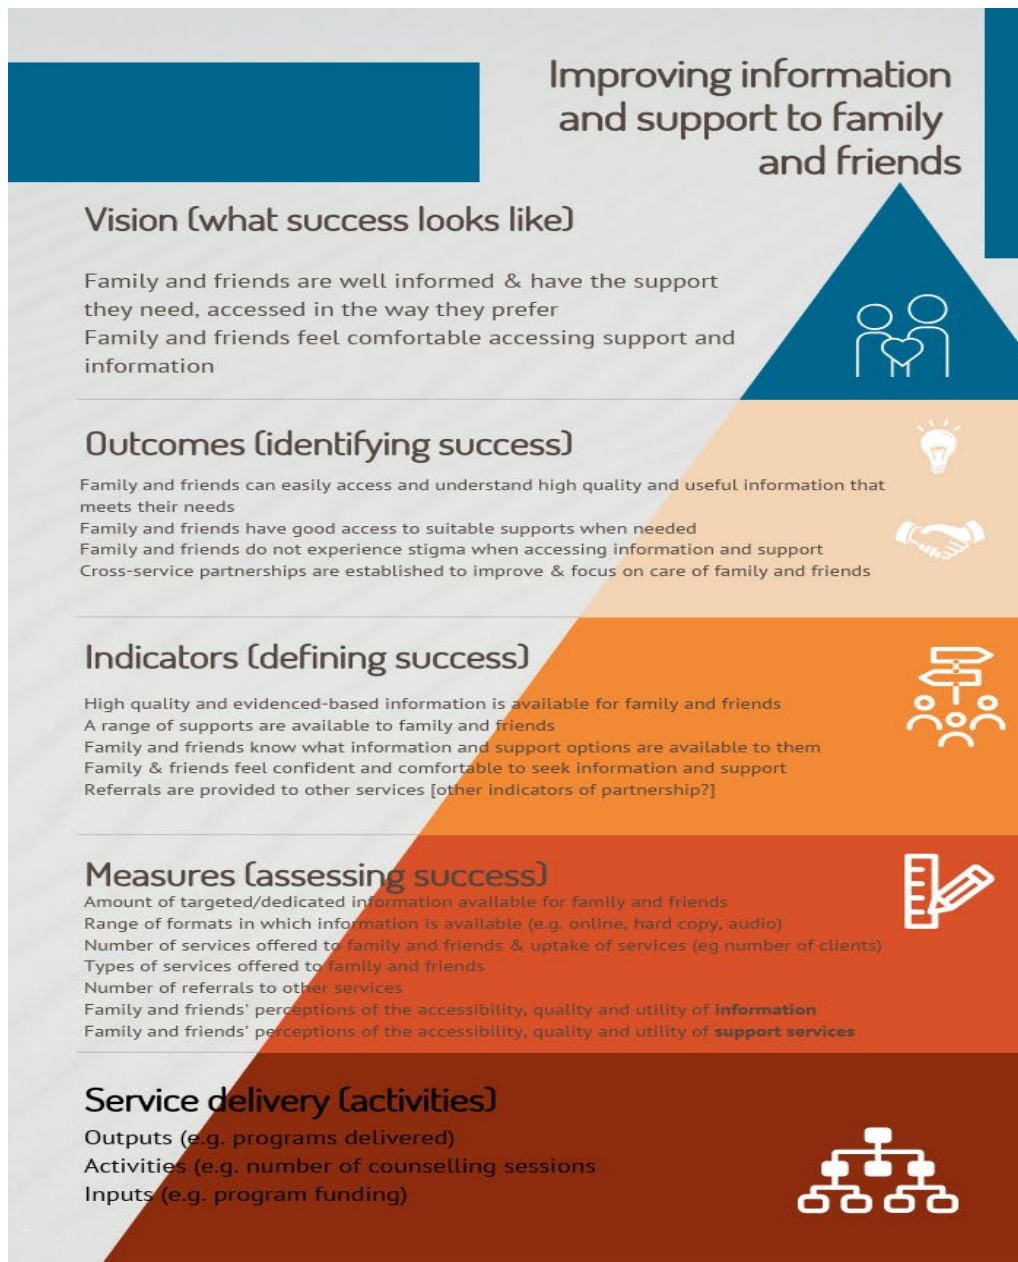 Improving information
and support to family
and friends
Vision (what success looks like)
Family and friends are well informed & have the support
they need, accessed in the way they prefer
Family and friends feel comfortable accessing support and
information
Outcomes (identifying success)
Family and friends can easily access and understand high quality and useful information that
meets their needs
Family and friends have good access to suitable supports when needed
Family and friends do not experience stigma when accessing information and support
Cross-service partnerships are established to improve & focus on care of family and friends
Indicators (defining success)
High quality and evidenced-based information is available for family and friends
A range of supports are available to family and friends
Family and friends know what information and support options are available to them
Family & friends feel confident and comfortable to seek information and support
Referrals are provided to other services [other indicators of partnership?]
Measures (assessing success)
Amount of targeted/dedicated information available for family and friends
Range of formats in which information is available (e.g. online, hard copy, audio)
Number of services offered to family and friends & uptake of services (eg number of clients)
Types of services offered to family and friends
Number of referrals to other services
Family and friends' perceptions of the accessibility, quality and utility of information
Family and friends' perceptions of the accessibility, quality and utility of support services
Service delivery (activities)
Outputs (e.g. programs delivered)
Activities (e.g. number of counselling sessions
Inputs (e.g. program funding)